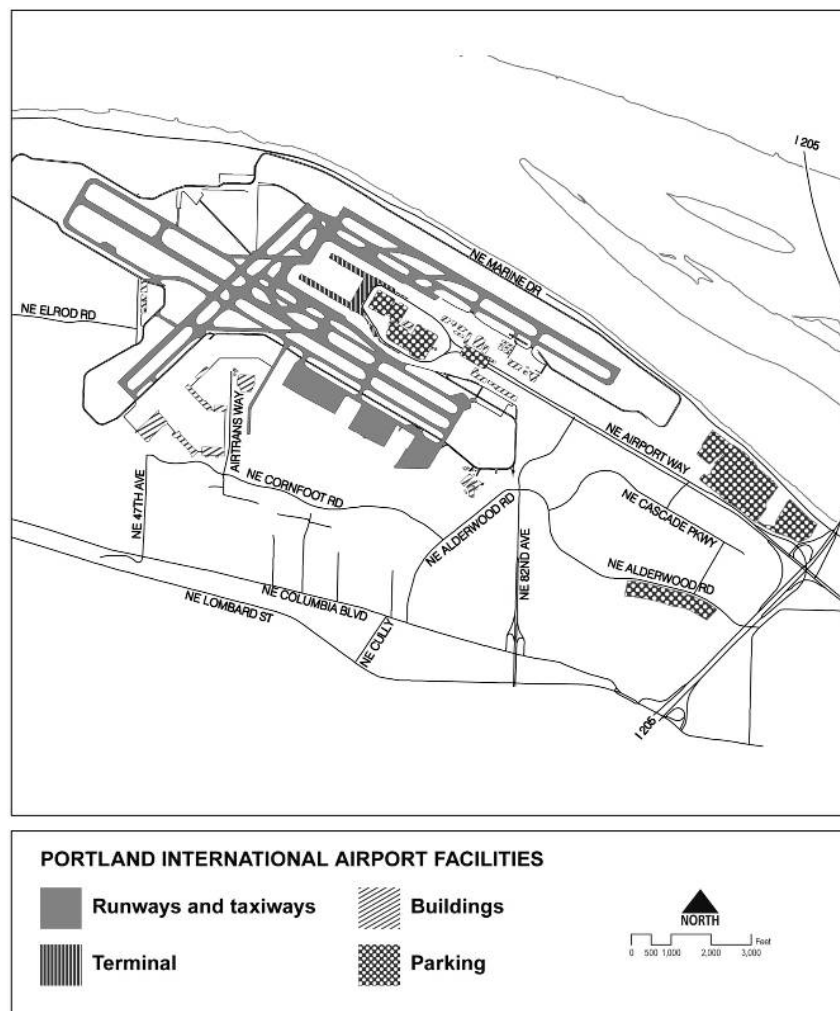 I 205
NE MARINE DR
NE ELROD RD
AIRTRANS WAY
NE AIRPORT WAY
NE 47TH AVE
NE CORNFOOT RD
NE CASCADE PKWY
NE ALDERWOOD RD
NE 82ND AVE
NE ALDERWOOD RD
NE COLUMBIA BLVD
NE LOMBARD ST
NE CULLY
I 205
PORTLAND INTERNATIONAL AIRPORT FACILITIES
Runways and taxiways
Buildings
Terminal
Parking
NORTH
Feet
0 500 1,000 2,000 3,000